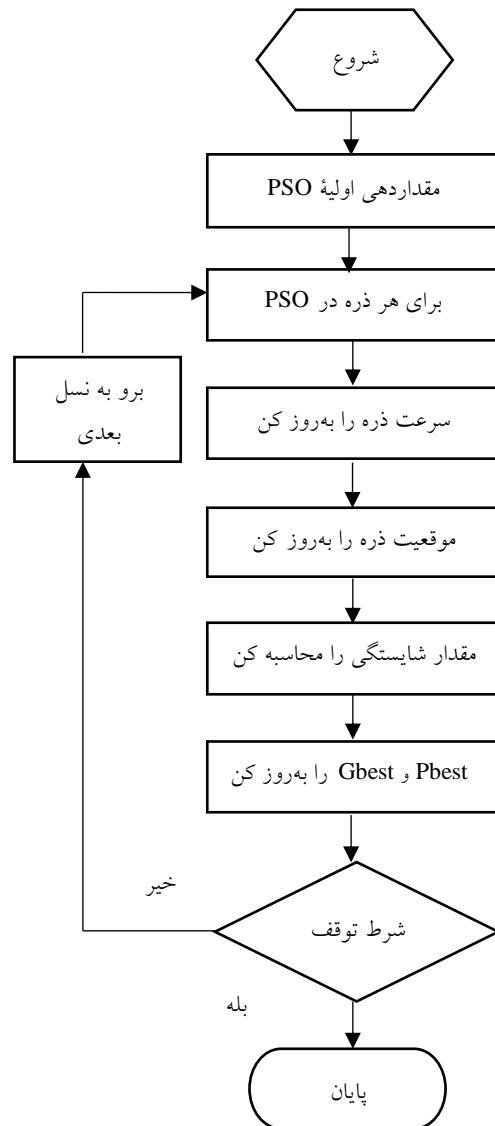 شروع
مقداردهی اولیۀ PSO
برای هر ذره در PSO
برو به نسل
بعدی
سرعت ذره را به‌روز کن
موقعیت ذره را به‌روز کن
مقدار شایستگی را محاسبه کن
Pbest و Gbest را به‌روز کن
خیر
شرط توقف
بله
پایان